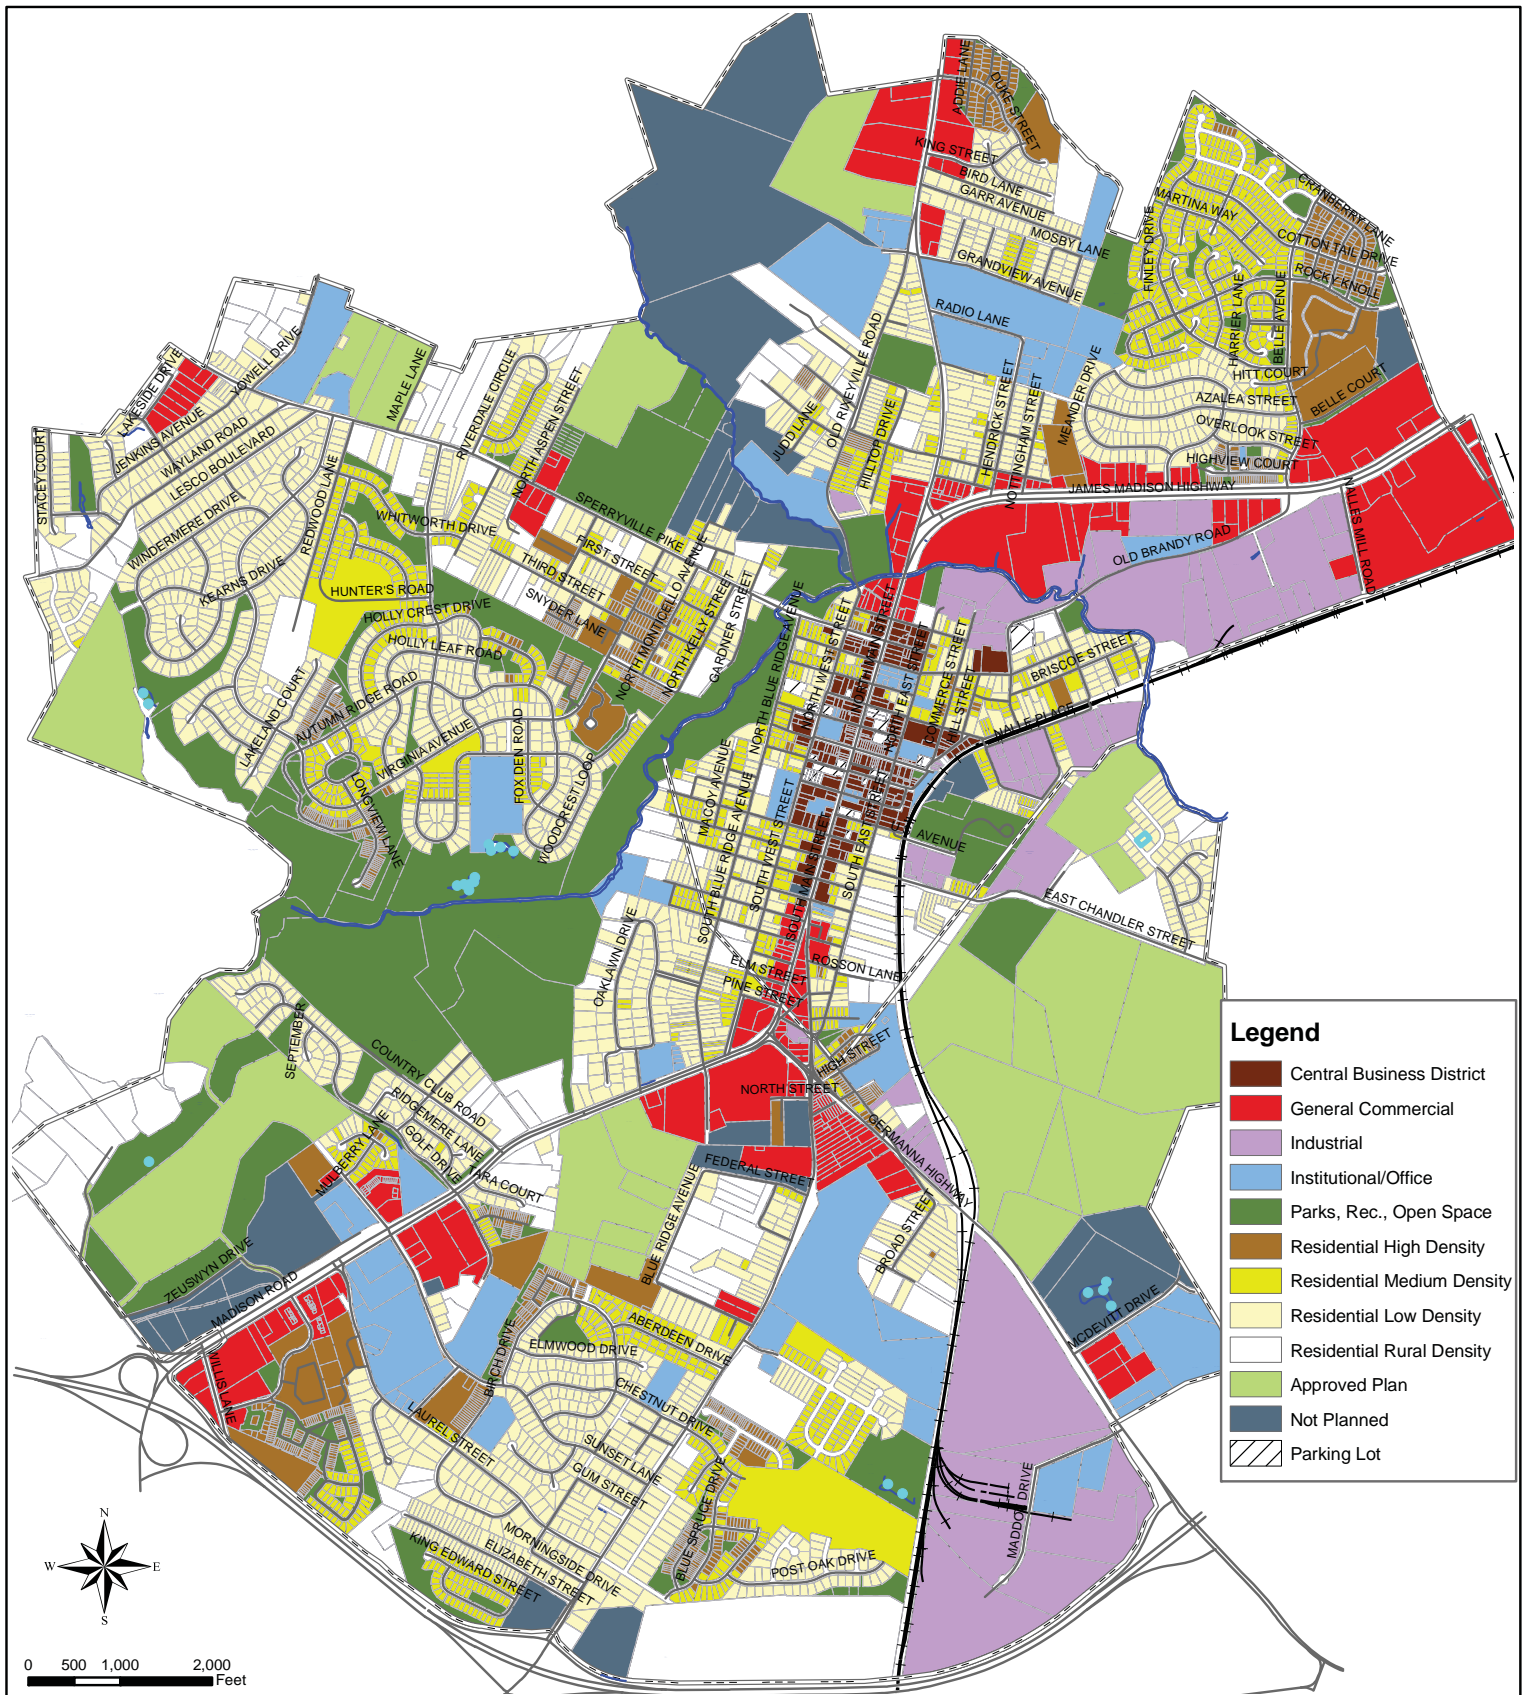 ADDIE LANE
DUKE STREET
KING STREET
BIRD LANE
GARR AVENUE
MOSBY LANE
GRANDVIEW AVENUE
RADIO LANE
CRANBERRY LANE
MARTINA WAY
COTTON TAIL DRIVE
FINLEY DRIVE
ROCKY KNOLL
HARRIER LANE
BELLE AVENUE
HITT COURT
BELLE COURT
AZALEA STREET
OVERLOOK STREET
HIGHVIEW COURT
MEANDER DRIVE
HENDRICK STREET
NOTTINGHAM STREET
JAMES MADISON HIGHWAY
OLD BRANDY ROAD
NALLES MILL ROAD
OLD RIXEYVILLE ROAD
HILLTOP DRIVE
JUDD LANE
LAKESIDE DRIVE
YOWELL DRIVE
JENKINS AVENUE
WAYLAND ROAD
LESCO BOULEVARD
STACEY COURT
WINDERMERE DRIVE
KEARNS DRIVE
REDWOOD LANE
MAPLE LANE
RIVERDALE CIRCLE
NORTH ASPEN STREET
SPERRYVILLE PIKE
WHITWORTH DRIVE
FIRST STREET
THIRD STREET
SNYDER LANE
HUNTER'S ROAD
HOLLY CREST DRIVE
HOLLY LEAF ROAD
NORTH MONTICELLO AVENUE
NORTH KELLY STREET
GARDNER STREET
NORTH BLUE RIDGE AVENUE
NORTH WEST STREET
NORTH MAIN STREET
NORTH EAST STREET
COMMERCE STREET
HILL STREET
BRISCOE STREET
NALLE PLACE
LAKELAND COURT
AUTUMN RIDGE ROAD
VIRGINIA AVENUE
FOX DEN ROAD
WOODCREST LOOP
LONGVIEW LANE
MACOY AVENUE
SOUTH BLUE RIDGE AVENUE
SOUTH WEST STREET
SOUTH MAIN STREET
SOUTH EAST STREET
AVENUE
EAST CHANDLER STREET
OAKLAWN DRIVE
ELM STREET
PINE STREET
ROSSON LANE
HIGH STREET
NORTH STREET
GERMANNA HIGHWAY
FEDERAL STREET
SEPTEMBER
COUNTRY CLUB ROAD
RIDGEMERE LANE
GOLF DRIVE
MULBERRY LANE
TARA COURT
BLUE RIDGE AVENUE
BROAD STREET
ZEUSWYN DRIVE
MADISON ROAD
WILLIS LANE
MCDEVITT DRIVE
ABERDEEN DRIVE
ELMWOOD DRIVE
BIRCH DRIVE
CHESTNUT DRIVE
LAUREL STREET
SUNSET LANE
GUM STREET
MORNINGSIDE DRIVE
ELIZABETH STREET
KING EDWARD STREET
BLUE SPRUCE DRIVE
POST OAK DRIVE
MADDOX DRIVE
Legend
Central Business District
General Commercial
Industrial
Institutional/Office
Parks, Rec., Open Space
Residential High Density
Residential Medium Density
Residential Low Density
Residential Rural Density
Approved Plan
Not Planned
Parking Lot
N
W E
S
0 500 1,000 2,000
Feet